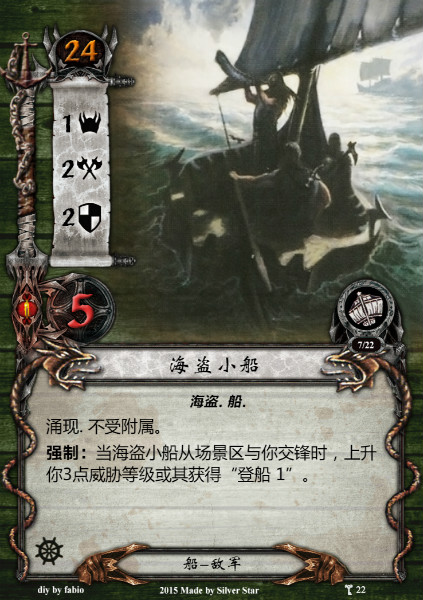 24
1
2
2
5
7/22
海盗小船
海盗. 船.
涌现. 不受附属。
强制：当海盗小船从场景区与你交锋时，上升
你3点威胁等级或其获得“登船 1”。
船–敌军
diy by fabio
2015 Made by Silver Star
22